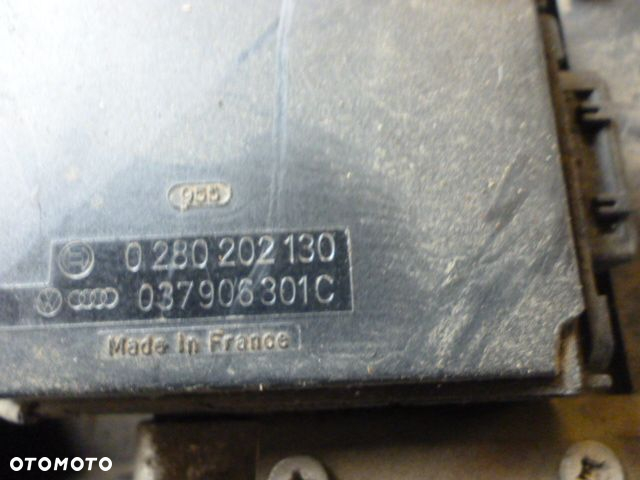 955
0 280 202 130
037906301C
Made in France
OTOMOTO